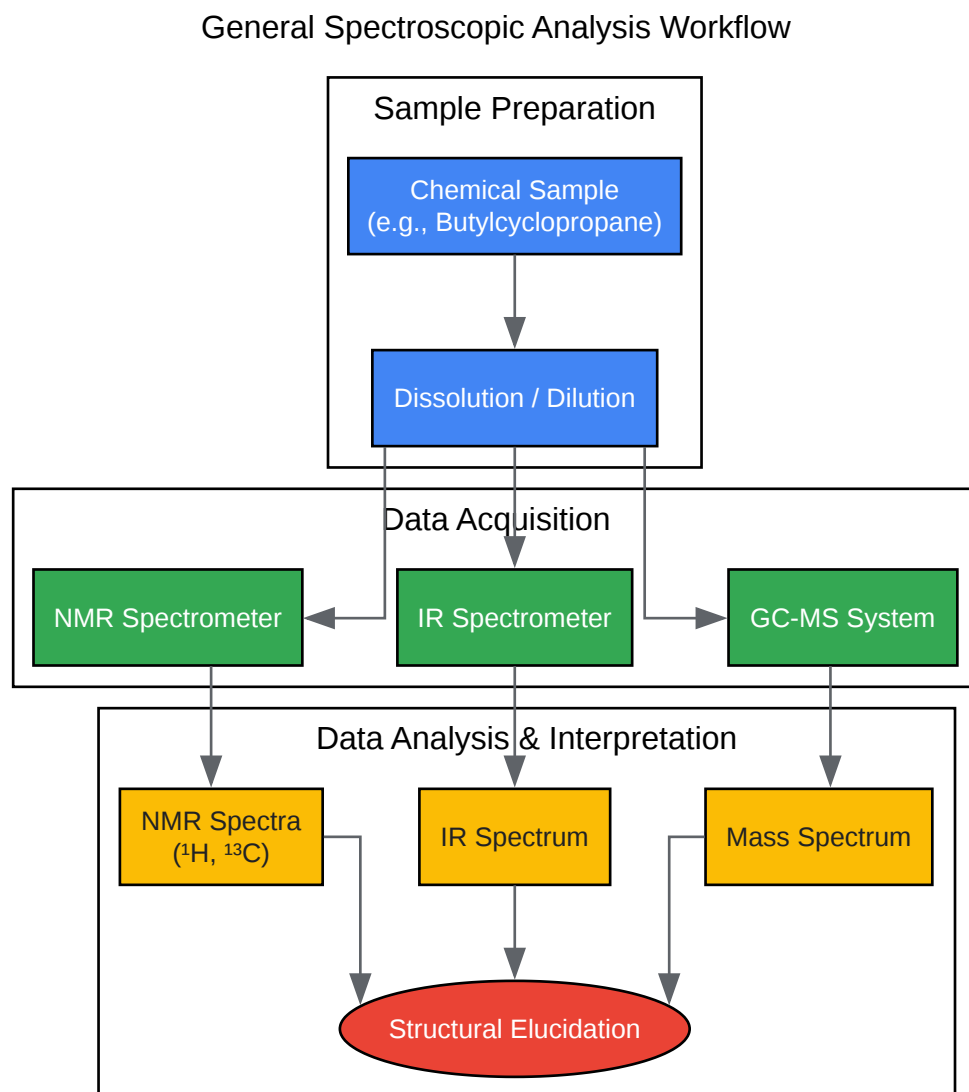 General Spectroscopic Analysis Workflow
Sample Preparation
Chemical Sample
(e.g., Butylcyclopropane)
Dissolution / Dilution
Data Acquisition
NMR Spectrometer
IR Spectrometer
GC-MS System
Data Analysis & Interpretation
NMR Spectra
(¹H, ¹³C)
IR Spectrum
Mass Spectrum
Structural Elucidation